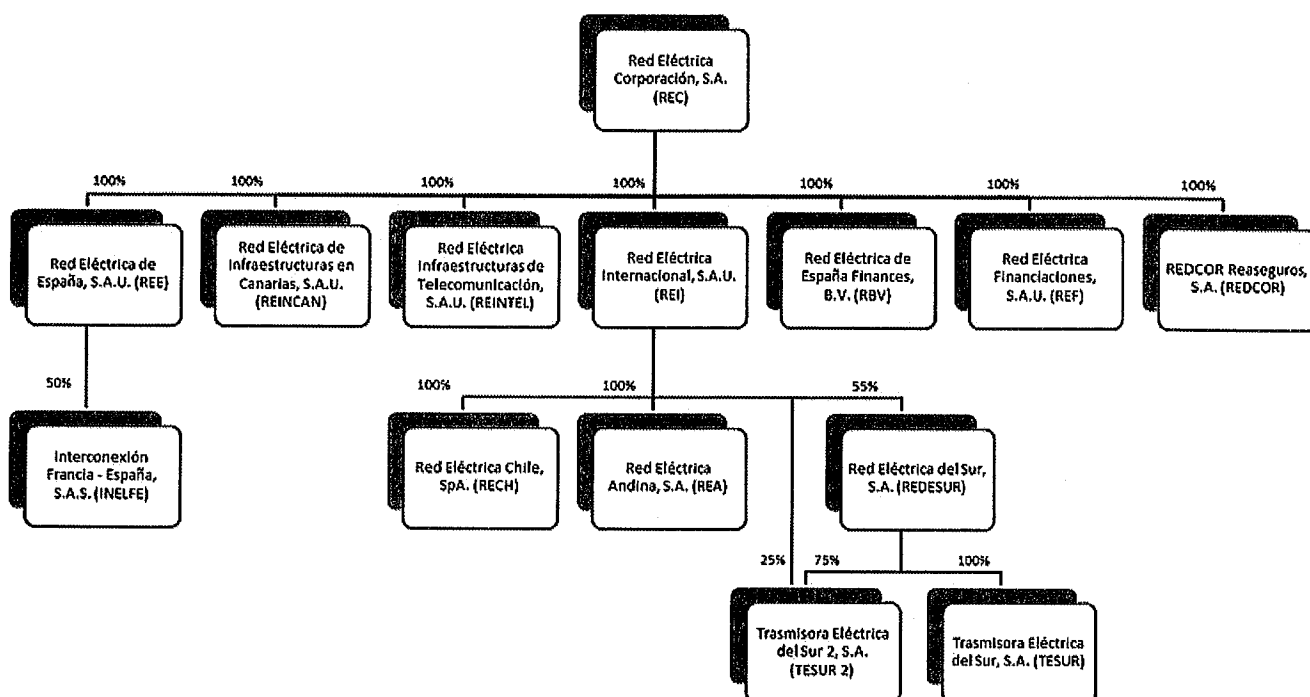 Red Eléctrica
Corporación, S.A.
(REC)
100%
100%
100%
100%
100%
100%
100%
Red Eléctrica de
España, S.A.U. (REE)
Red Eléctrica de
Infraestructuras en
Canarias, S.A.U.
(REINCAN)
Red Eléctrica
Infraestructuras de
Telecomunicación,
S.A.U. (REINTEL)
Red Eléctrica
Internacional, S.A.U.
(REI)
Red Eléctrica de
España Finances,
B.V. (RBV)
Red Eléctrica
Financiaciones,
S.A.U. (REF)
REDCOR Reaseguros,
S.A. (REDCOR)
50%
100%
100%
55%
Interconexión
Francia - España,
S.A.S. (INELFE)
Red Eléctrica Chile,
SpA. (RECH)
Red Eléctrica
Andina, S.A. (REA)
Red Eléctrica del Sur,
S.A. (REDESUR)
25%
75%
100%
Trasmisora Eléctrica
del Sur 2, S.A.
(TESUR 2)
Trasmisora Eléctrica
del Sur, S.A. (TESUR)